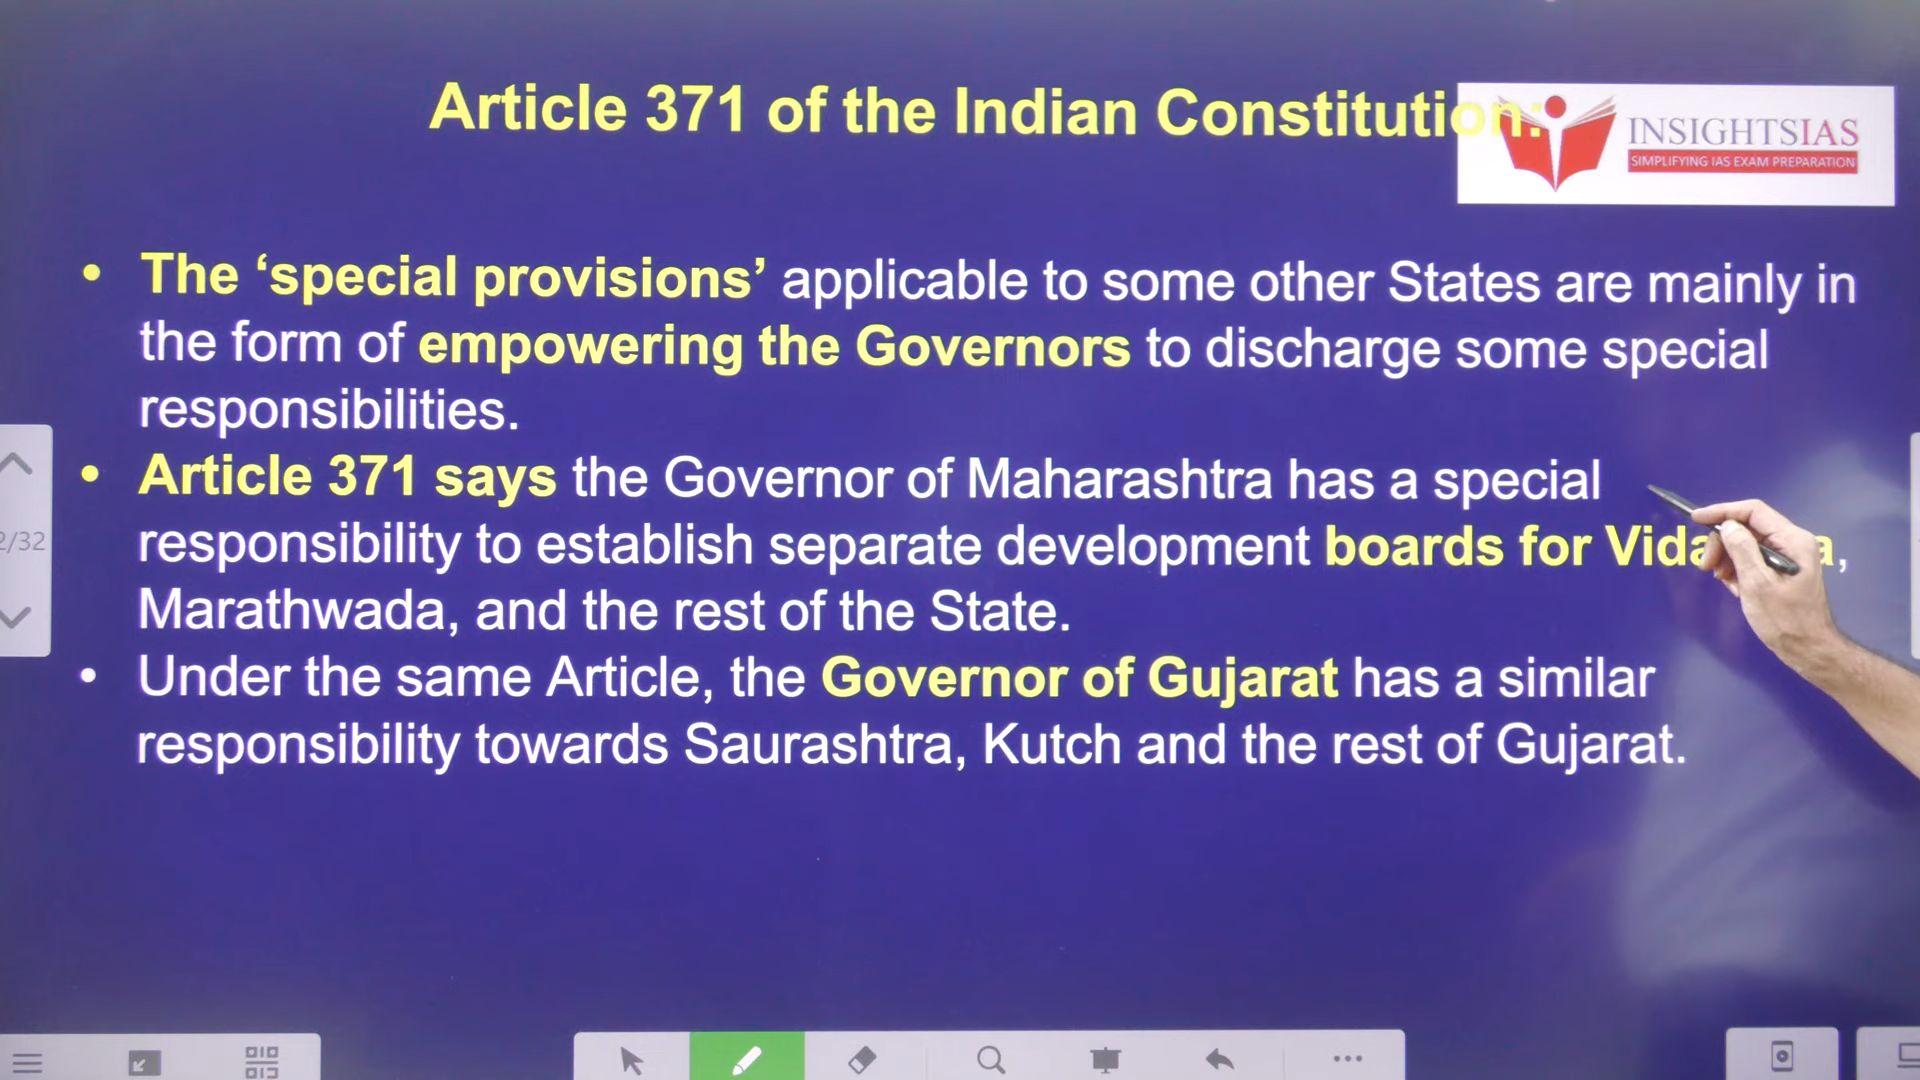 Article 371 of the Indian Constitution:
INSIGHTSIAS
SIMPLIFYING IAS EXAM PREPARATION
• The ‘special provisions’ applicable to some other States are mainly in
the form of empowering the Governors to discharge some special
responsibilities.
• Article 371 says the Governor of Maharashtra has a special
responsibility to establish separate development boards for
Marathwada, and the rest of the State.
• Under the same Article, the Governor of Gujarat has a similar
responsibility towards Saurashtra, Kutch and the rest of Gujarat.
2/32